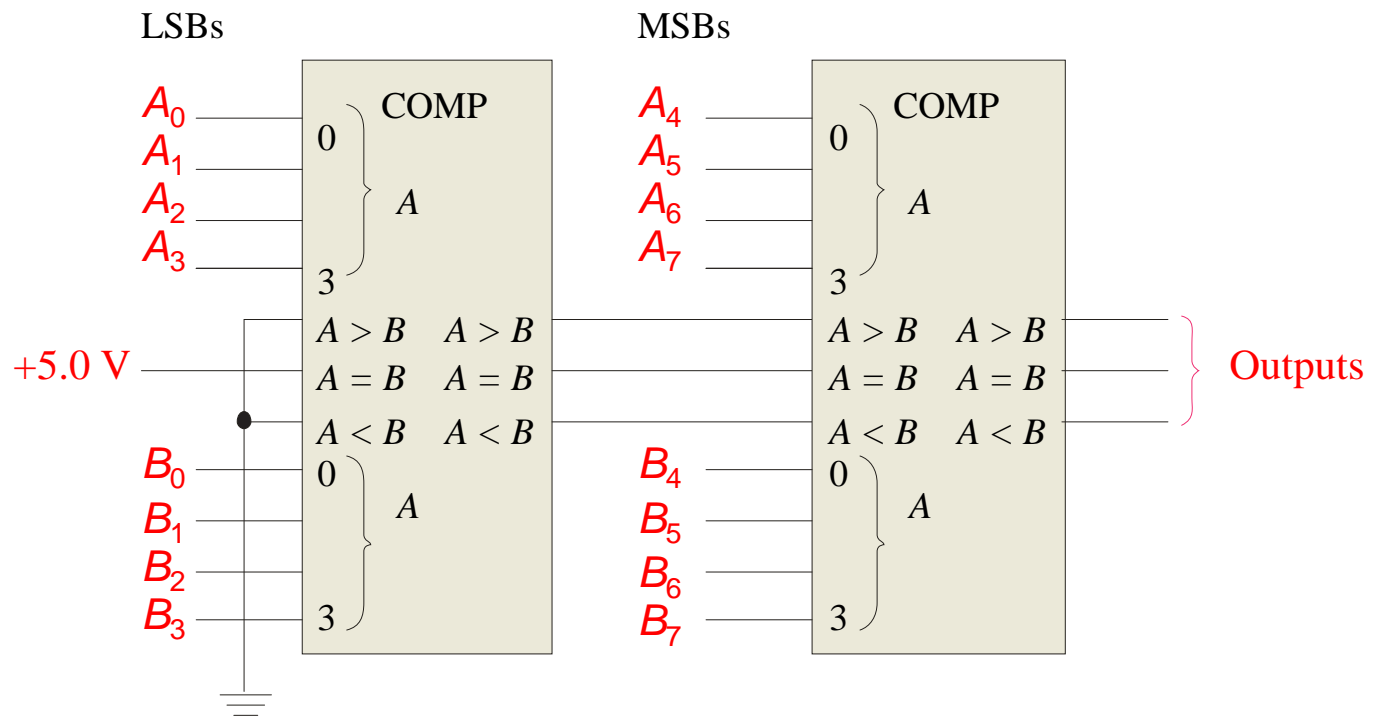 LSBs MSBs
A₀ COMP A₄ COMP
0 0
A₁ A₅
A₂ A A₆ A
A₃ A₇
3 3
A > B A > B A > B A > B
+5.0 V A = B A = B A = B A = B Outputs
A < B A < B A < B A < B
B₀ 0 B₄ 0
B₁ A B₅ A
B₂ B₆
B₃ 3 B₇ 3